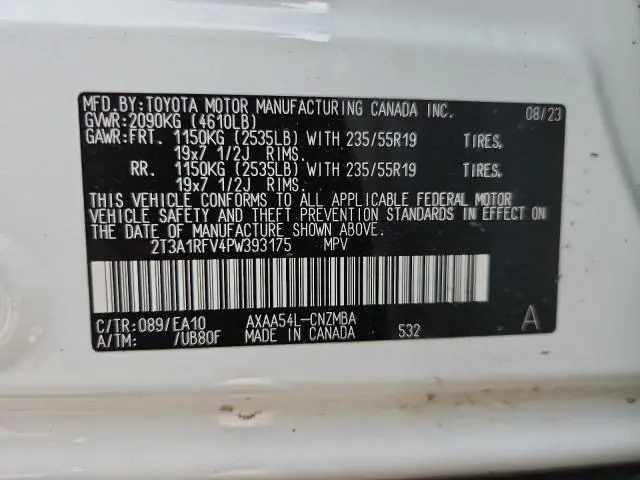 MFD.BY:TOYOTA MOTOR MANUFACTURING CANADA INC. 08/23
GVWR:2090KG (4610LB)
GAWR:FRT. 1150KG (2535LB) WITH 235/55R19 TIRES,
19x7 1/2J RIMS.
RR. 1150KG (2535LB) WITH 235/55R19 TIRES,
19x7 1/2J RIMS.
THIS VEHICLE CONFORMS TO ALL APPLICABLE FEDERAL MOTOR
VEHICLE SAFETY AND THEFT PREVENTION STANDARDS IN EFFECT ON
THE DATE OF MANUFACTURE SHOWN ABOVE.
2T3A1RFV4PW393175 MPV
C/TR:089/EA10 AXAA54L-CNZMBA A
A/TM: /UB80F MADE IN CANADA 532